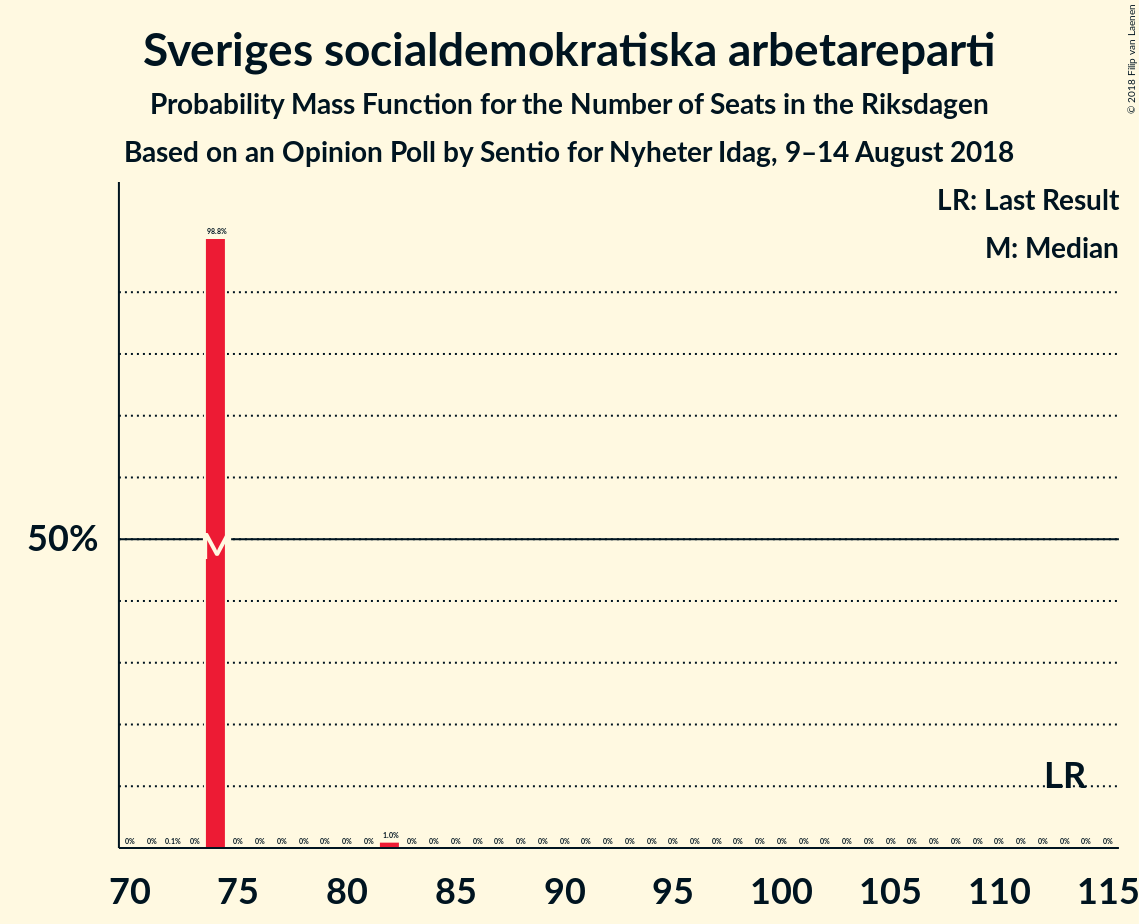 Sveriges socialdemokratiska arbetareparti
Probability Mass Function for the Number of Seats in the Riksdagen
Based on an Opinion Poll by Sentio for Nyheter Idag, 9–14 August 2018
© 2018 Filip van Laenen
LR: Last Result
M: Median
98.8%
50%
M
LR
0% 0% 0.1% 0% 0% 0% 0% 0% 0% 0% 0% 1.0% 0% 0% 0% 0% 0% 0% 0% 0% 0% 0% 0% 0% 0% 0% 0% 0% 0% 0% 0% 0% 0% 0% 0% 0% 0% 0% 0% 0% 0% 0% 0% 0% 0%
70 75 80 85 90 95 100 105 110 115